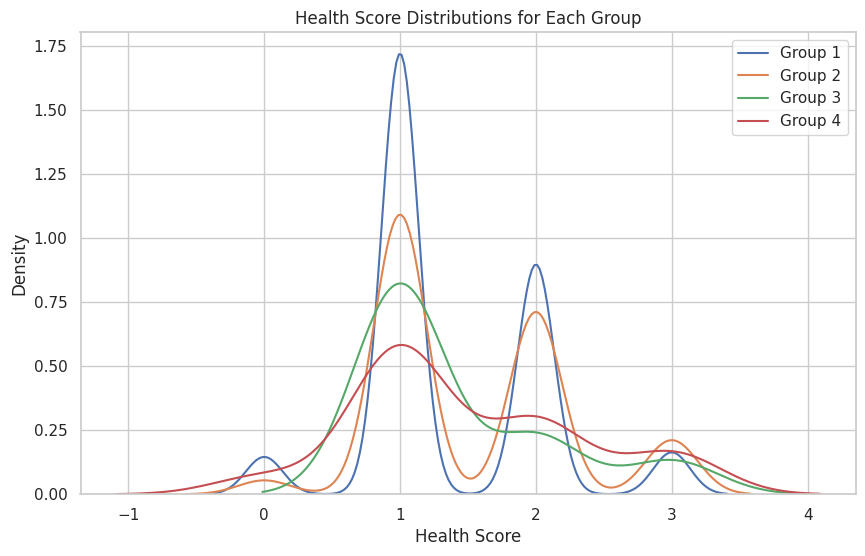 Health Score Distributions for Each Group
Density
1.75
1.50
1.25
1.00
0.75
0.50
0.25
0.00
Group 1
Group 2
Group 3
Group 4
−1 0 1 2 3 4
Health Score